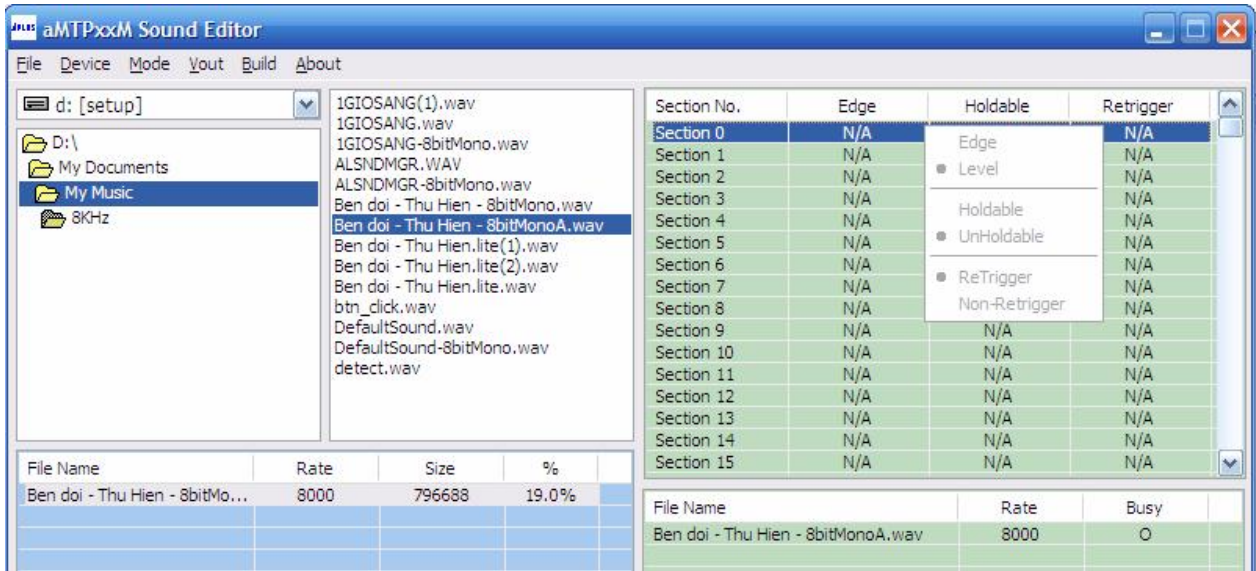 APLUS aMTPxxM Sound Editor
File Device Mode Vout Build About
d: [setup]
D:\
My Documents
My Music
8KHz
1GIOSANG(1).wav
1GIOSANG.wav
1GIOSANG-8bitMono.wav
ALSNDMGR.WAV
ALSNDMGR-8bitMono.wav
Ben doi - Thu Hien - 8bitMono.wav
Ben doi - Thu Hien - 8bitMonoA.wav
Ben doi - Thu Hien.lite(1).wav
Ben doi - Thu Hien.lite(2).wav
Ben doi - Thu Hien.lite.wav
btn_click.wav
DefaultSound.wav
DefaultSound-8bitMono.wav
detect.wav
Section No. Edge Holdable Retrigger
Section 0 N/A N/A
Section 1 N/A N/A
Section 2 N/A N/A
Section 3 N/A N/A
Section 4 N/A N/A
Section 5 N/A N/A
Section 6 N/A N/A
Section 7 N/A N/A
Section 8 N/A N/A
Section 9 N/A N/A N/A
Section 10 N/A N/A N/A
Section 11 N/A N/A N/A
Section 12 N/A N/A N/A
Section 13 N/A N/A N/A
Section 14 N/A N/A N/A
Section 15 N/A N/A N/A
Edge
Level
Holdable
UnHoldable
ReTrigger
Non-Retrigger
File Name Rate Size %
Ben doi - Thu Hien - 8bitMo... 8000 796688 19.0%
File Name Rate Busy
Ben doi - Thu Hien - 8bitMonoA.wav 8000 O